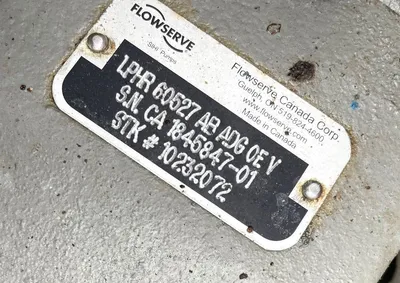 FLOWSERVE
SIHI Pumps
Flowserve Canada Corp.
Guelph, ON 519-824-4600
www.flowserve.com
Made in Canada
LPHR 60527 AB ADG 0E V
S.N. CA 1846847-01
STK # 10232072